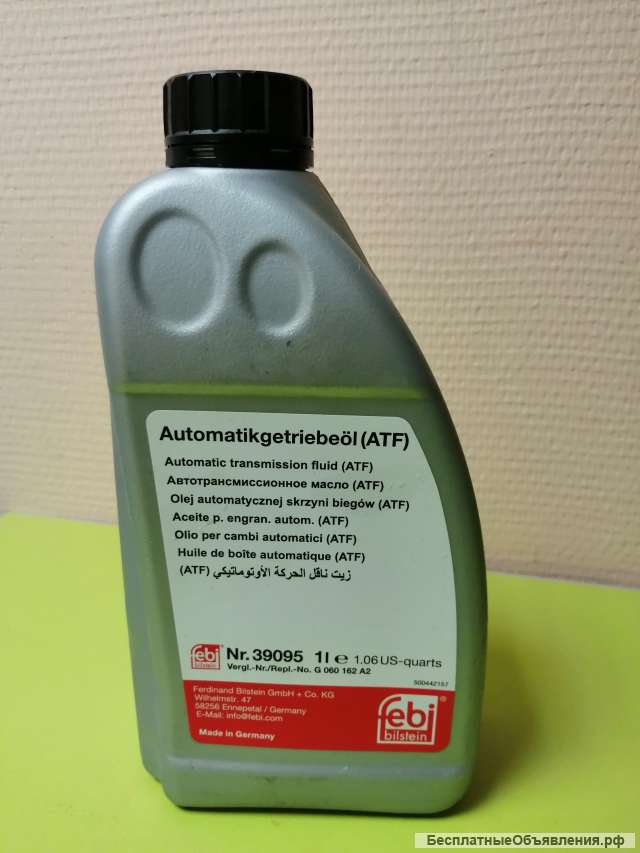 Automatikgetriebeöl (ATF)
Automatic transmission fluid (ATF)
Автотрансмиссионное масло (ATF)
Olej automatycznej skrzyni biegów (ATF)
Aceite p. engran. autom. (ATF)
Olio per cambi automatici (ATF)
Huile de boîte automatique (ATF)
زيت ناقل الحركة الأوتوماتيكي (ATF)
febi bilstein Nr. 39095 1l e 1.06 US-quarts
Vergl.-Nr./Repl.-No. G 060 162 A2
500442157
Ferdinand Bilstein GmbH + Co. KG
Wilhelmstr. 47
58256 Ennepetal / Germany
E-Mail: info@febi.com
Made in Germany
febi
bilstein
БесплатныеОбъявления.рф